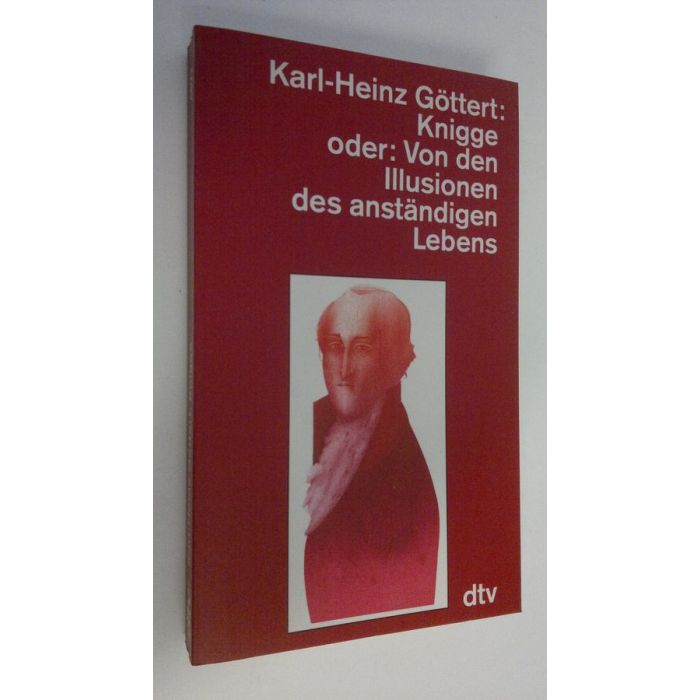 Karl-Heinz Göttert:
Knigge
oder: Von den
Illusionen
des anständigen
Lebens
dtv